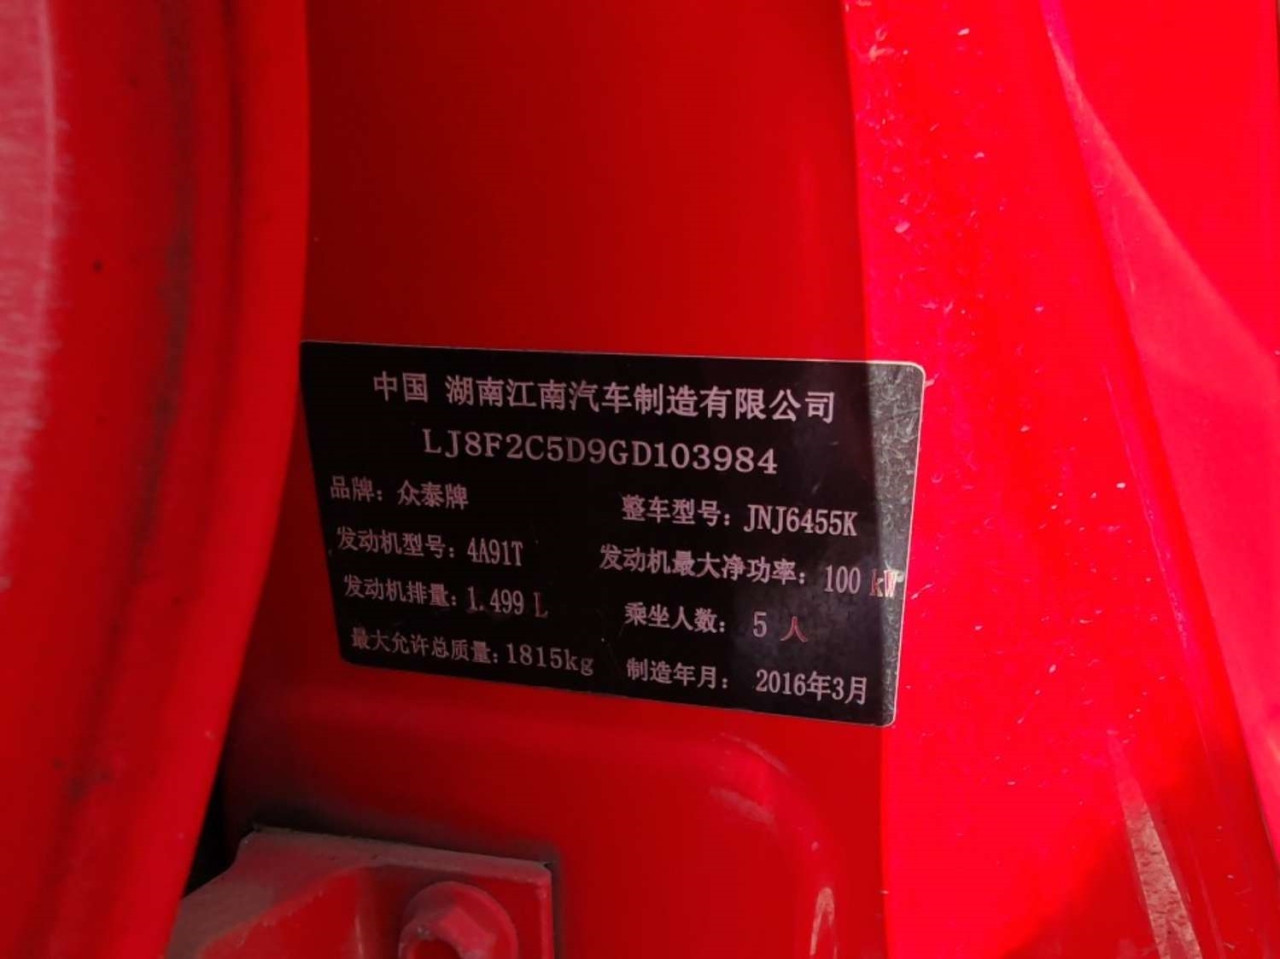 中国 湖南江南汽车制造有限公司
LJ8F2C5D9GD103984
品牌：众泰牌 整车型号：JNJ6455K
发动机型号：4A91T 发动机最大净功率：100 kW
发动机排量：1.499 L 乘坐人数：5 人
最大允许总质量：1815kg 制造年月：2016年3月